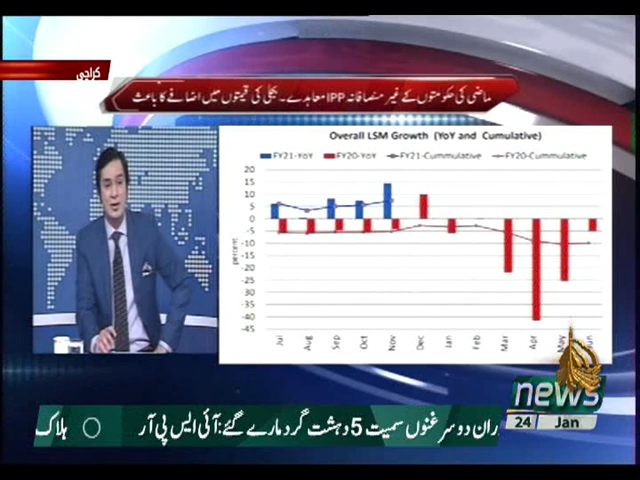 کراچی
ماضی کی حکومتوں کے غیر منصفانہ IPP معاہدے۔ بجلی کی قیمتوں میں اضافے کا باعث
Overall LSM Growth (YoY and Cumulative)
FY21-YoY FY20-YoY FY21-Cummulative FY20-Cummulative
20
15
10
5
0
-5
-10
-15
-20
-25
-30
-35
-40
-45
percent
Jul Aug Sep Oct Nov Dec Jan Feb Mar Apr May Jun
news
24 Jan
ران دو سرغنوں سمیت 5 دہشت گرد مارے گئے: آئی ایس پی آر ہلاک